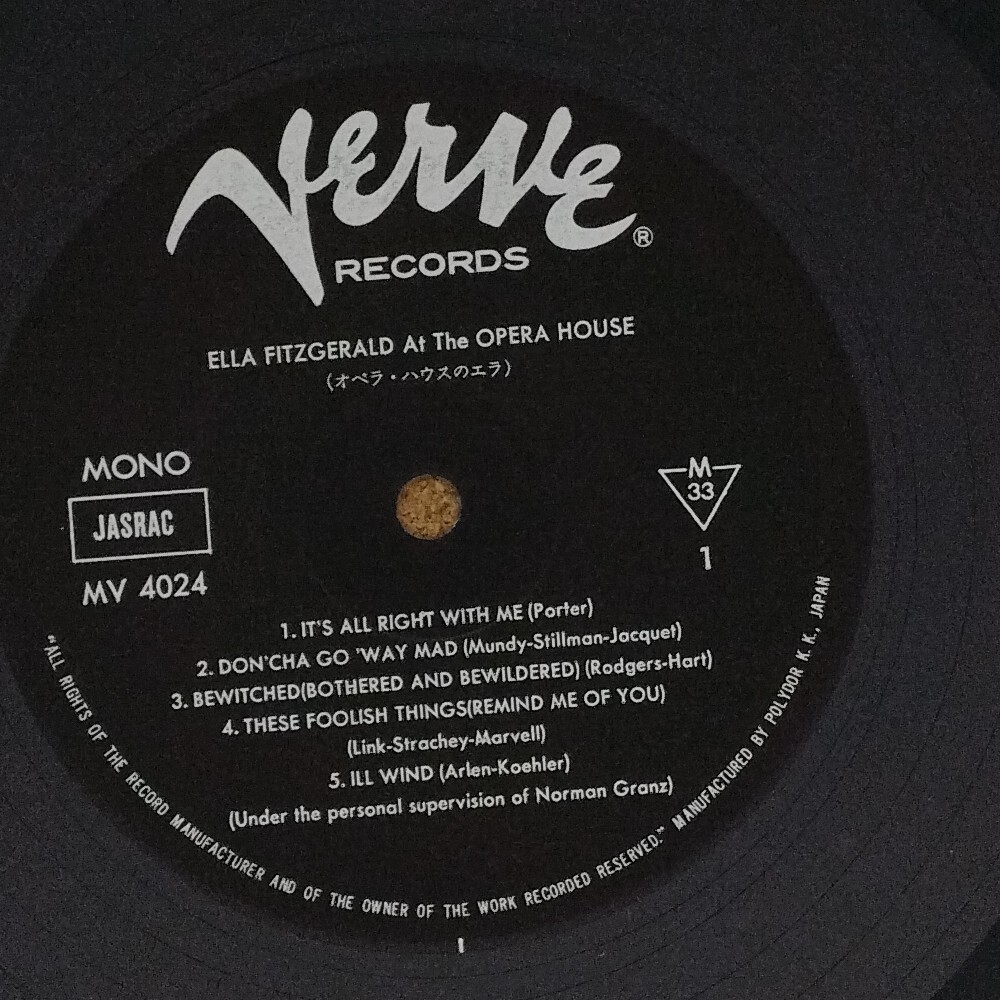 Verve
RECORDS ®
ELLA FITZGERALD At The OPERA HOUSE
(オペラ・ハウスのエラ)
MONO
JASRAC
MV 4024
M
33
1
1. IT'S ALL RIGHT WITH ME (Porter)
2. DON'CHA GO 'WAY MAD (Mundy-Stillman-Jacquet)
3. BEWITCHED(BOTHERED AND BEWILDERED) (Rodgers-Hart)
4. THESE FOOLISH THINGS(REMIND ME OF YOU)
(Link-Strachey-Marvell)
5. ILL WIND (Arlen-Koehler)
(Under the personal supervision of Norman Granz)
"ALL RIGHTS OF THE RECORD MANUFACTURER AND OF THE OWNER OF THE WORK RECORDED RESERVED." MANUFACTURED BY POLYDOR K. K., JAPAN